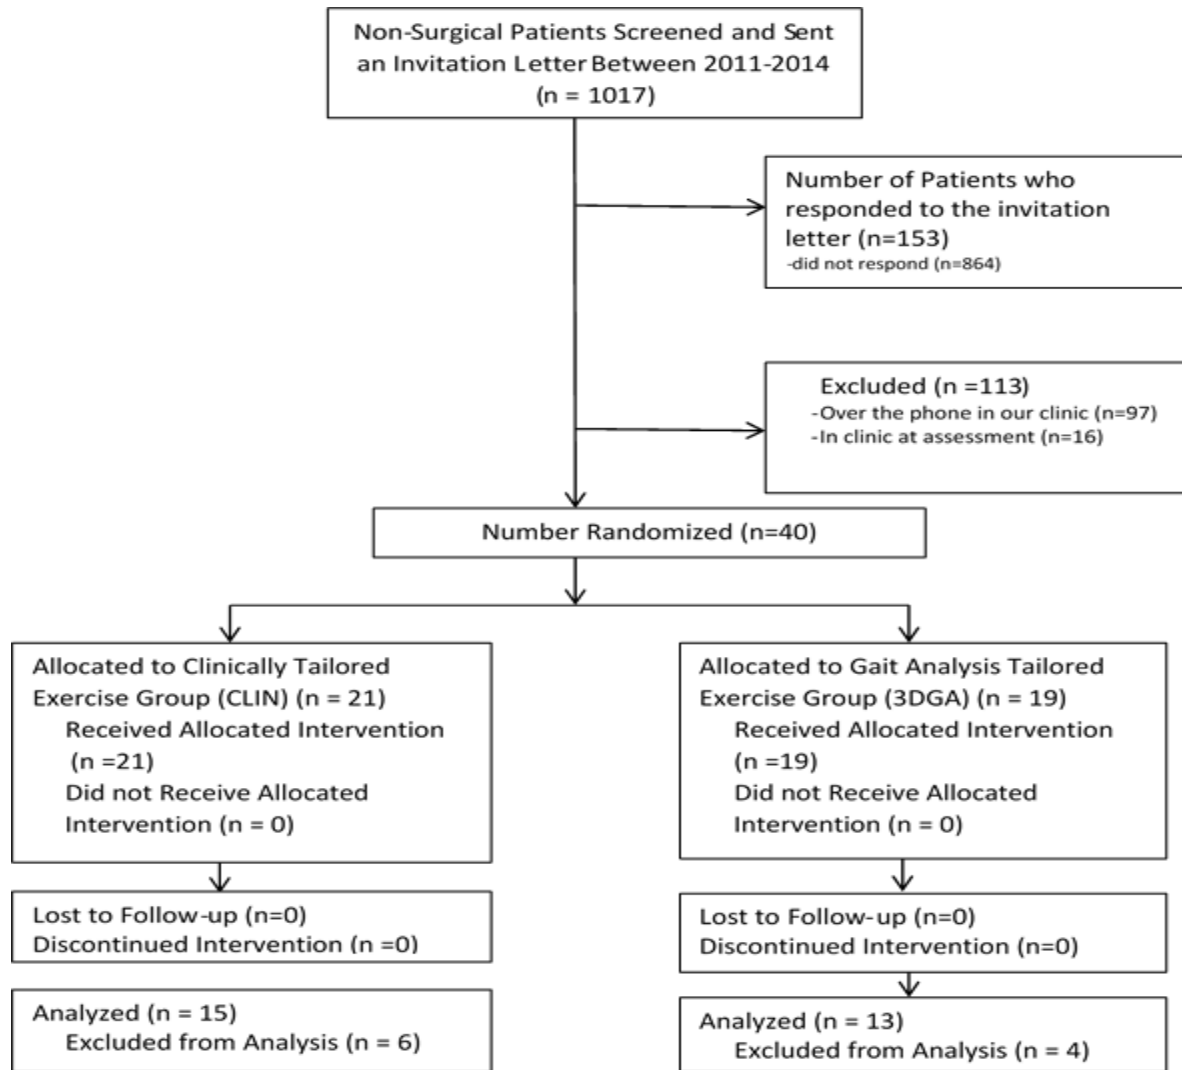 Non-Surgical Patients Screened and Sent
an Invitation Letter Between 2011-2014
(n = 1017)
Number of Patients who
responded to the invitation
letter (n=153)
-did not respond (n=864)
Excluded (n =113)
-Over the phone in our clinic (n=97)
-In clinic at assessment (n=16)
Number Randomized (n=40)
Allocated to Clinically Tailored
Exercise Group (CLIN) (n = 21)
Received Allocated Intervention
(n =21)
Did not Receive Allocated
Intervention (n = 0)
Allocated to Gait Analysis Tailored
Exercise Group (3DGA) (n = 19)
Received Allocated Intervention
(n =19)
Did not Receive Allocated
Intervention (n = 0)
Lost to Follow-up (n=0)
Discontinued Intervention (n =0)
Lost to Follow-up (n=0)
Discontinued Intervention (n=0)
Analyzed (n = 15)
Excluded from Analysis (n = 6)
Analyzed (n = 13)
Excluded from Analysis (n = 4)